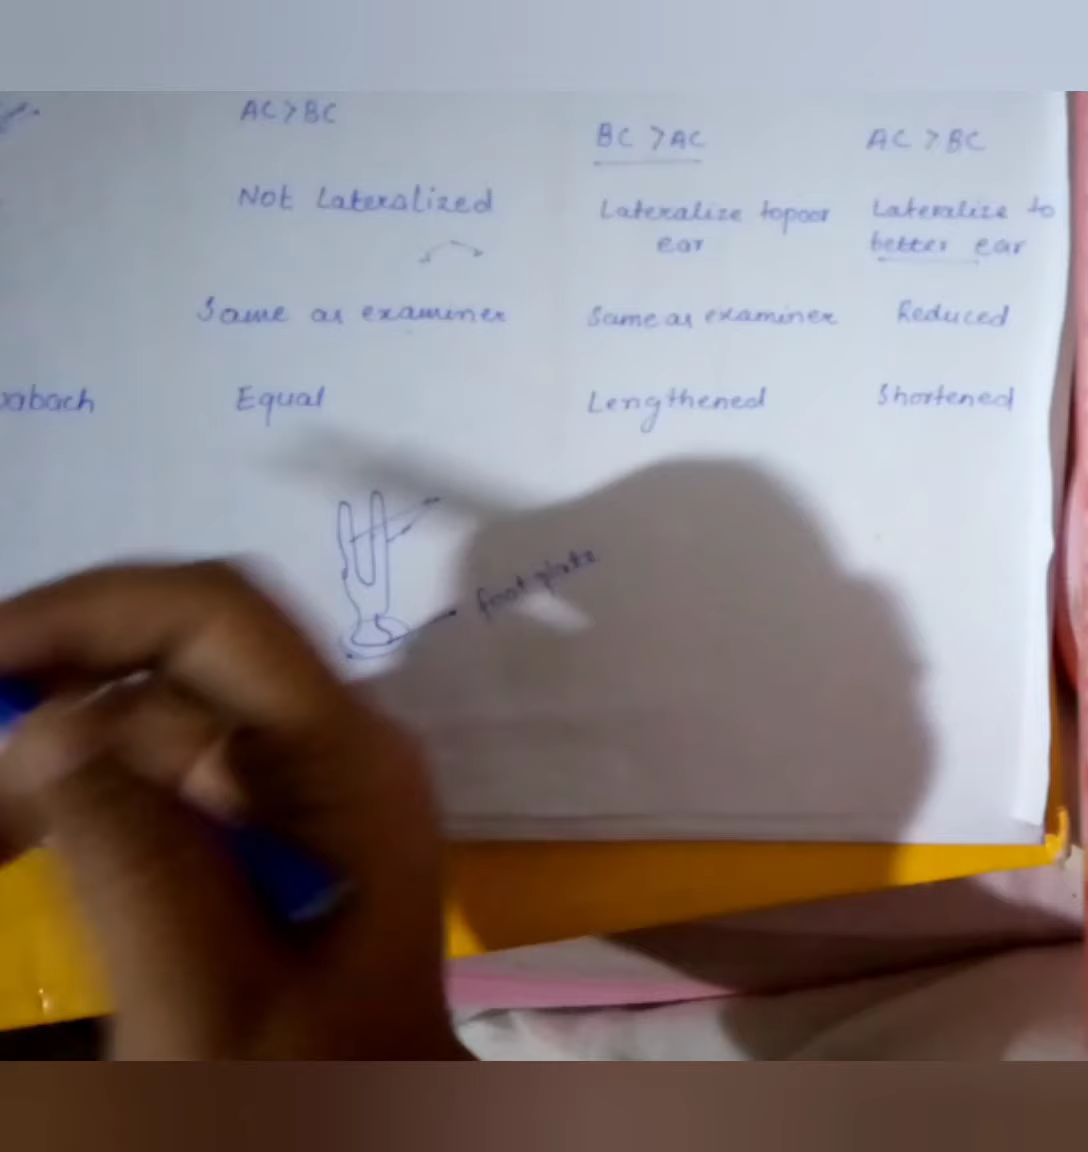 AC > BC
BC > AC
AC > BC
Not Lateralized
Lateralize to poor
ear
Lateralize to
better ear
Same as examiner
Same as examiner
Reduced
abach
Equal
Lengthened
Shortened
foot plate